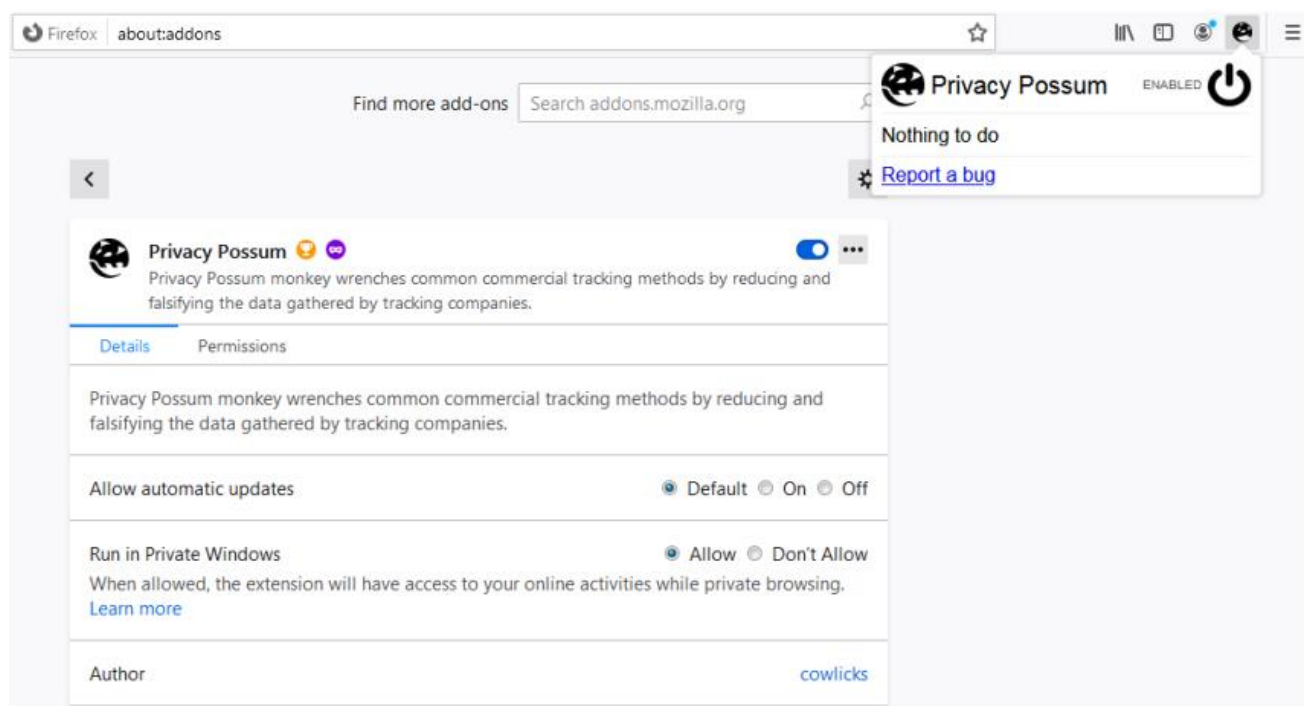 Firefox about:addons
Privacy Possum ENABLED
Nothing to do
Report a bug
Find more add-ons Search addons.mozilla.org
Privacy Possum
Privacy Possum monkey wrenches common commercial tracking methods by reducing and
falsifying the data gathered by tracking companies.
Details Permissions
Privacy Possum monkey wrenches common commercial tracking methods by reducing and
falsifying the data gathered by tracking companies.
Allow automatic updates Default On Off
Run in Private Windows Allow Don't Allow
When allowed, the extension will have access to your online activities while private browsing.
Learn more
Author cowlicks